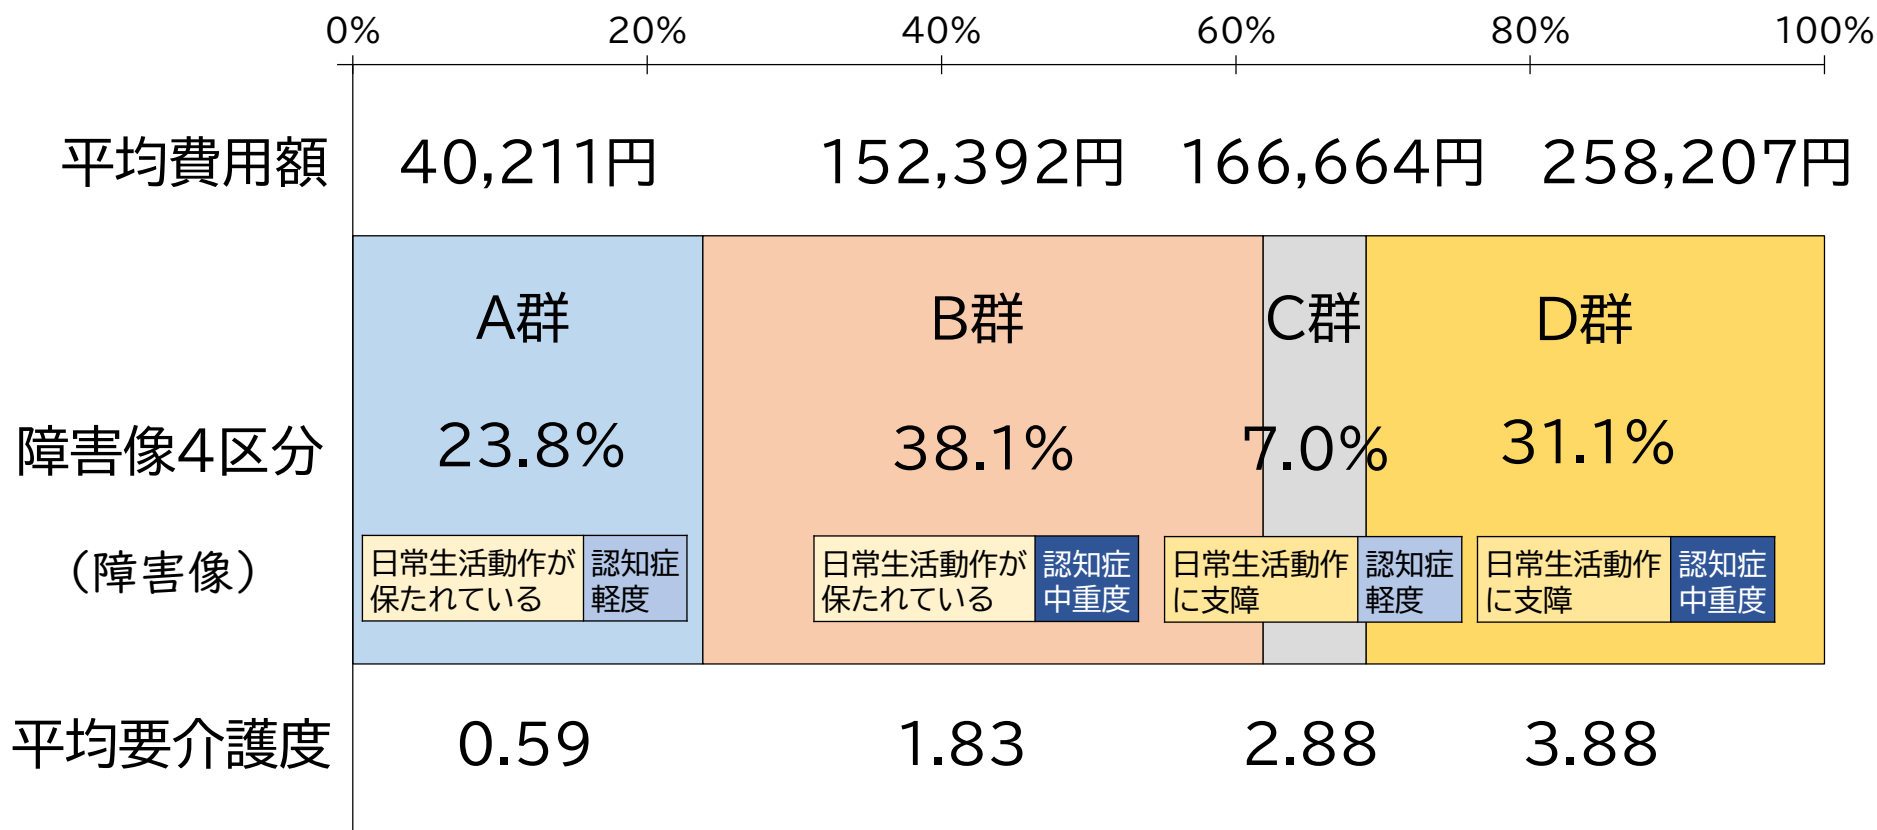 0% 20% 40% 60% 80% 100%
平均費用額 40,211円 152,392円 166,664円 258,207円
A群 B群 C群 D群
障害像4区分 23.8% 38.1% 7.0% 31.1%
（障害像）
日常生活動作が
保たれている
認知症
軽度
日常生活動作が
保たれている
認知症
中重度
日常生活動作
に支障
認知症
軽度
日常生活動作
に支障
認知症
中重度
平均要介護度 0.59 1.83 2.88 3.88